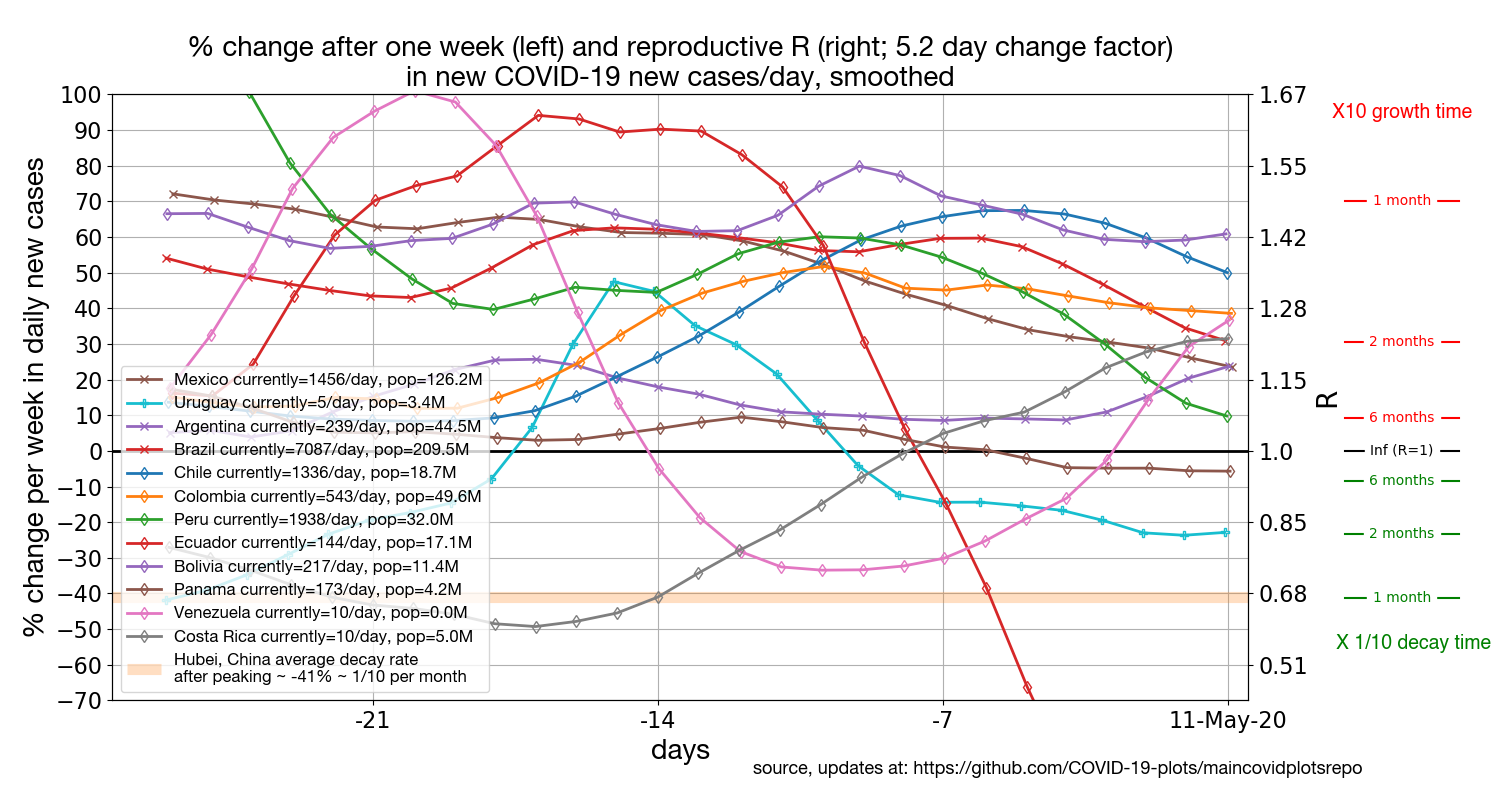 % change after one week (left) and reproductive R (right; 5.2 day change factor)
in new COVID-19 new cases/day, smoothed
% change per week in daily new cases
100
90
80
70
60
50
40
30
20
10
0
−10
−20
−30
−40
−50
−60
−70
Mexico currently=1456/day, pop=126.2M
Uruguay currently=5/day, pop=3.4M
Argentina currently=239/day, pop=44.5M
Brazil currently=7087/day, pop=209.5M
Chile currently=1336/day, pop=18.7M
Colombia currently=543/day, pop=49.6M
Peru currently=1938/day, pop=32.0M
Ecuador currently=144/day, pop=17.1M
Bolivia currently=217/day, pop=11.4M
Panama currently=173/day, pop=4.2M
Venezuela currently=10/day, pop=0.0M
Costa Rica currently=10/day, pop=5.0M
Hubei, China average decay rate
after peaking ~ -41% ~ 1/10 per month
-21
-14
-7
11-May-20
days
1.67
1.55
1.42
1.28
1.15
1.0
0.85
0.68
0.51
R
X10 growth time
1 month
2 months
6 months
Inf (R=1)
6 months
2 months
1 month
X 1/10 decay time
source, updates at: https://github.com/COVID-19-plots/maincovidplotsrepo